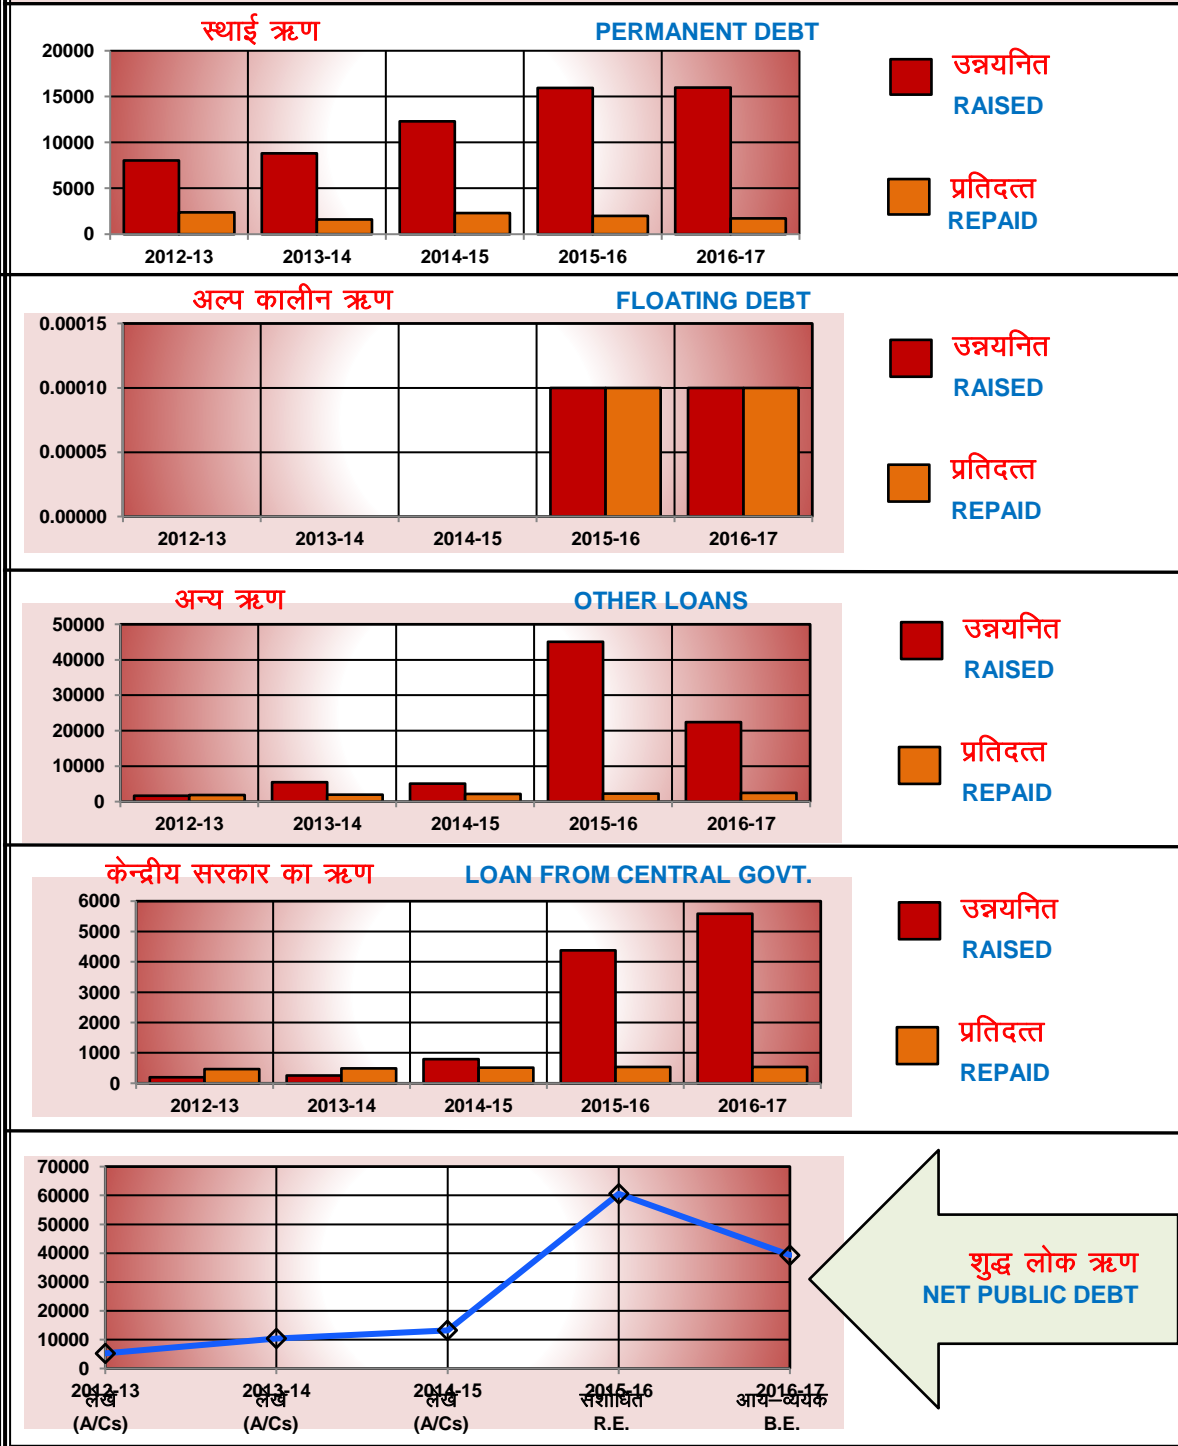 स्थाई ऋण PERMANENT DEBT
20000
15000
10000
5000
0
2012-13 2013-14 2014-15 2015-16 2016-17
उन्नयनित
RAISED
प्रतिदत्त
REPAID
अल्प कालीन ऋण FLOATING DEBT
0.00015
0.00010
0.00005
0.00000
2012-13 2013-14 2014-15 2015-16 2016-17
उन्नयनित
RAISED
प्रतिदत्त
REPAID
अन्य ऋण OTHER LOANS
50000
40000
30000
20000
10000
0
2012-13 2013-14 2014-15 2015-16 2016-17
उन्नयनित
RAISED
प्रतिदत्त
REPAID
केन्द्रीय सरकार का ऋण LOAN FROM CENTRAL GOVT.
6000
5000
4000
3000
2000
1000
0
2012-13 2013-14 2014-15 2015-16 2016-17
उन्नयनित
RAISED
प्रतिदत्त
REPAID
70000
60000
50000
40000
30000
20000
10000
0
2012-13 2013-14 2014-15 2015-16 2016-17
लेखे लेखे लेखे संशोधित आय–व्ययक
(A/Cs) (A/Cs) (A/Cs) R.E. B.E.
शुद्ध लोक ऋण
NET PUBLIC DEBT